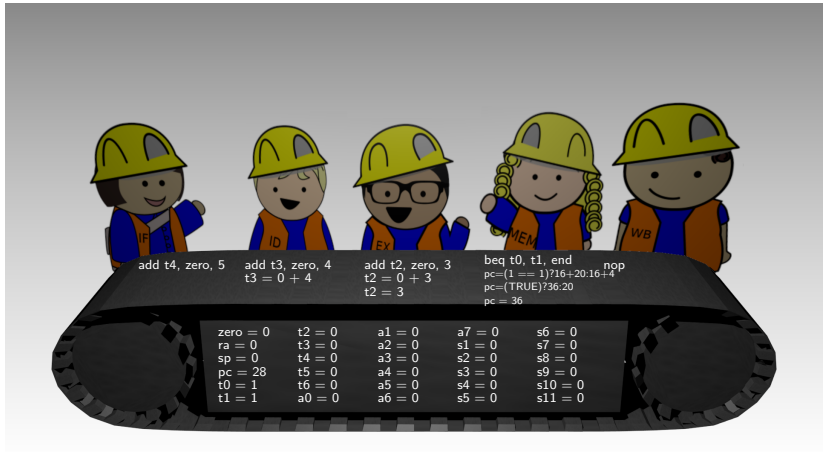 IF
ID
EX
MEM
WB
add t4, zero, 5
add t3, zero, 4
t3 = 0 + 4
add t2, zero, 3
t2 = 0 + 3
t2 = 3
beq t0, t1, end
pc=(1 == 1)?16+20:16+4
pc=(TRUE)?36:20
pc = 36
nop
zero = 0 t2 = 0 a1 = 0 a7 = 0 s6 = 0
ra = 0 t3 = 0 a2 = 0 s1 = 0 s7 = 0
sp = 0 t4 = 0 a3 = 0 s2 = 0 s8 = 0
pc = 28 t5 = 0 a4 = 0 s3 = 0 s9 = 0
t0 = 1 t6 = 0 a5 = 0 s4 = 0 s10 = 0
t1 = 1 a0 = 0 a6 = 0 s5 = 0 s11 = 0